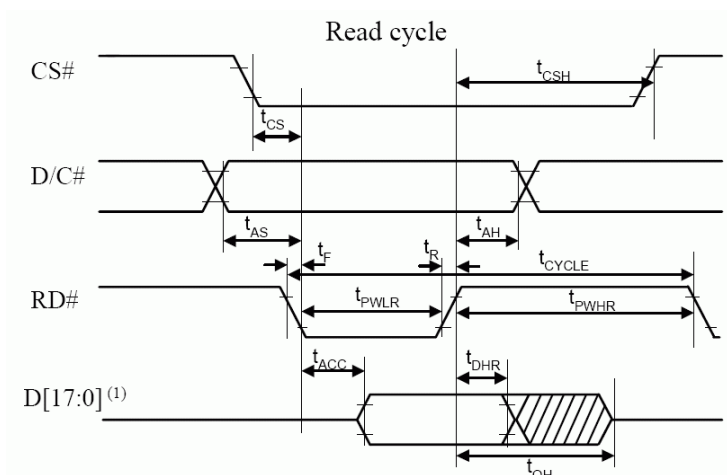 Read cycle
CS#
tCSH
tCS
D/C#
tAS
tAH
tF
tR
tCYCLE
RD#
tPWLR
tPWHR
tACC
tDHR
D[17:0] (1)
tOH